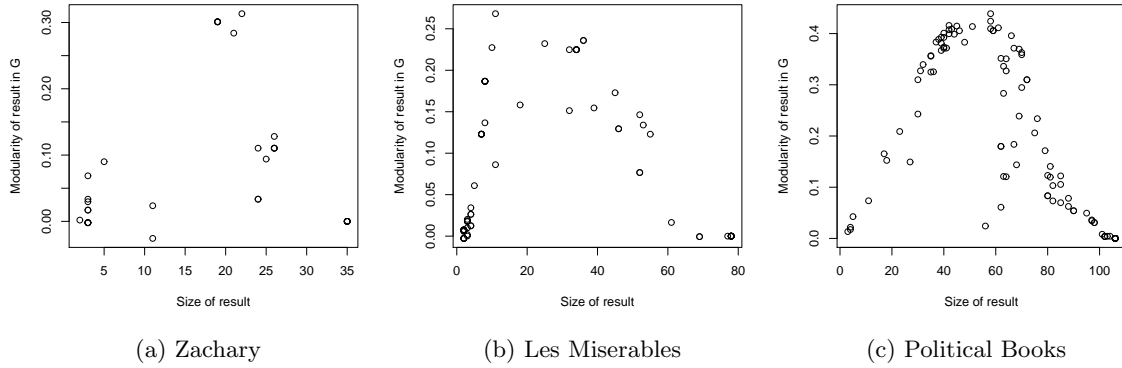 0.30
0.20
0.10
0.00
Modularity of result in G
5 10 15 20 25 30 35
Size of result
(a) Zachary
0.25
0.20
0.15
0.10
0.05
0.00
Modularity of result in G
0 20 40 60 80
Size of result
(b) Les Miserables
0.4
0.3
0.2
0.1
0.0
Modularity of result in G
0 20 40 60 80 100
Size of result
(c) Political Books